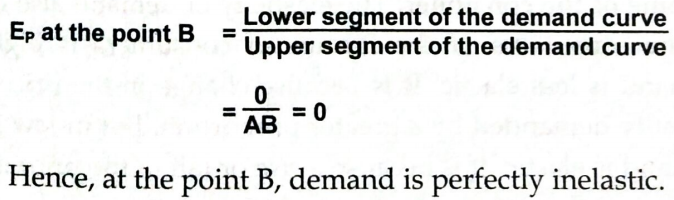 Eₚ at the point B = Lower segment of the demand curve / Upper segment of the demand curve
= 0 / AB = 0
Hence, at the point B, demand is perfectly inelastic.